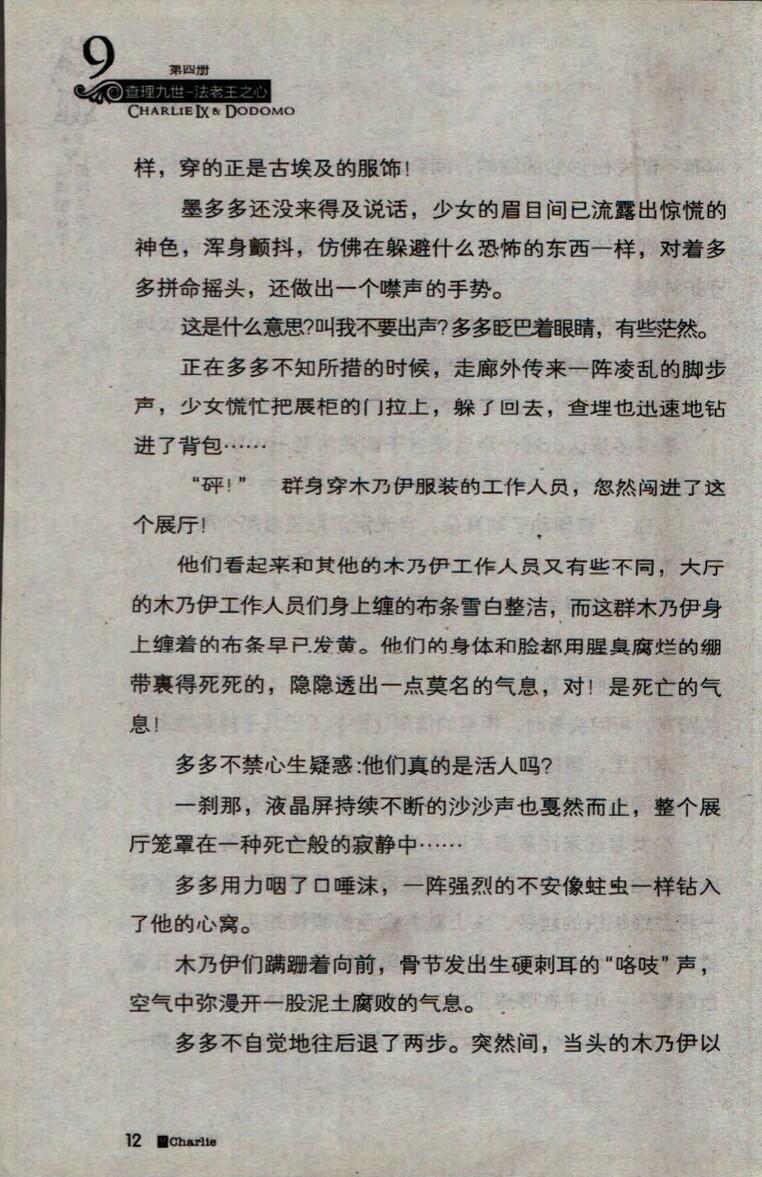 9
第四册
查理九世-法老王之心
CHARLIE IX & DODOMO
样，穿的正是古埃及的服饰！
墨多多还没来得及说话，少女的眉目间已流露出惊慌的
神色，浑身颤抖，仿佛在躲避什么恐怖的东西一样，对着多
多拼命摇头，还做出一个噤声的手势。
这是什么意思?叫我不要出声?多多眨巴着眼睛，有些茫然。
正在多多不知所措的时候，走廊外传来一阵凌乱的脚步
声，少女慌忙把展柜的门拉上，躲了回去，查理也迅速地钻
进了背包……
“砰！” 群身穿木乃伊服装的工作人员，忽然闯进了这
个展厅！
他们看起来和其他的木乃伊工作人员又有些不同，大厅
的木乃伊工作人员们身上缠的布条雪白整洁，而这群木乃伊身
上缠着的布条早已发黄。他们的身体和脸都用腥臭腐烂的绷
带裹得死死的，隐隐透出一点莫名的气息，对！是死亡的气
息！
多多不禁心生疑惑:他们真的是活人吗?
一刹那，液晶屏持续不断的沙沙声也戛然而止，整个展
厅笼罩在一种死亡般的寂静中……
多多用力咽了口唾沫，一阵强烈的不安像蛀虫一样钻入
了他的心窝。
木乃伊们蹒跚着向前，骨节发出生硬刺耳的“咯吱”声，
空气中弥漫开一股泥土腐败的气息。
多多不自觉地往后退了两步。突然间，当头的木乃伊以
12 Charlie